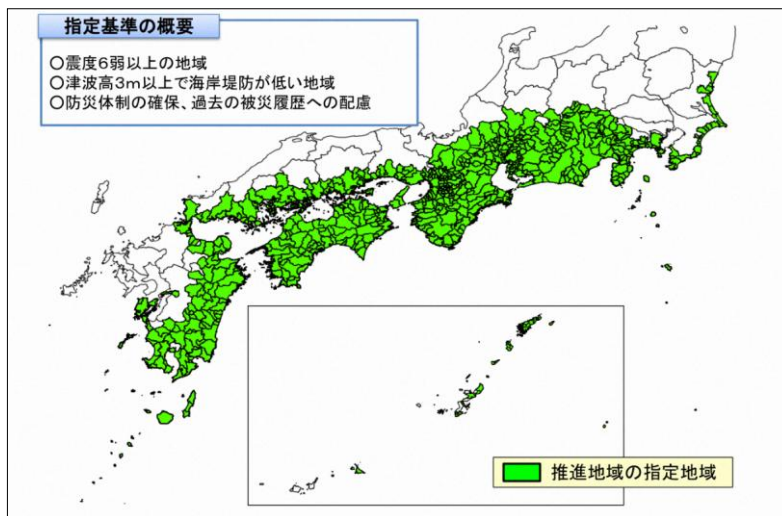 指定基準の概要
○震度6弱以上の地域
○津波高3m以上で海岸堤防が低い地域
○防災体制の確保、過去の被災履歴への配慮
推進地域の指定地域